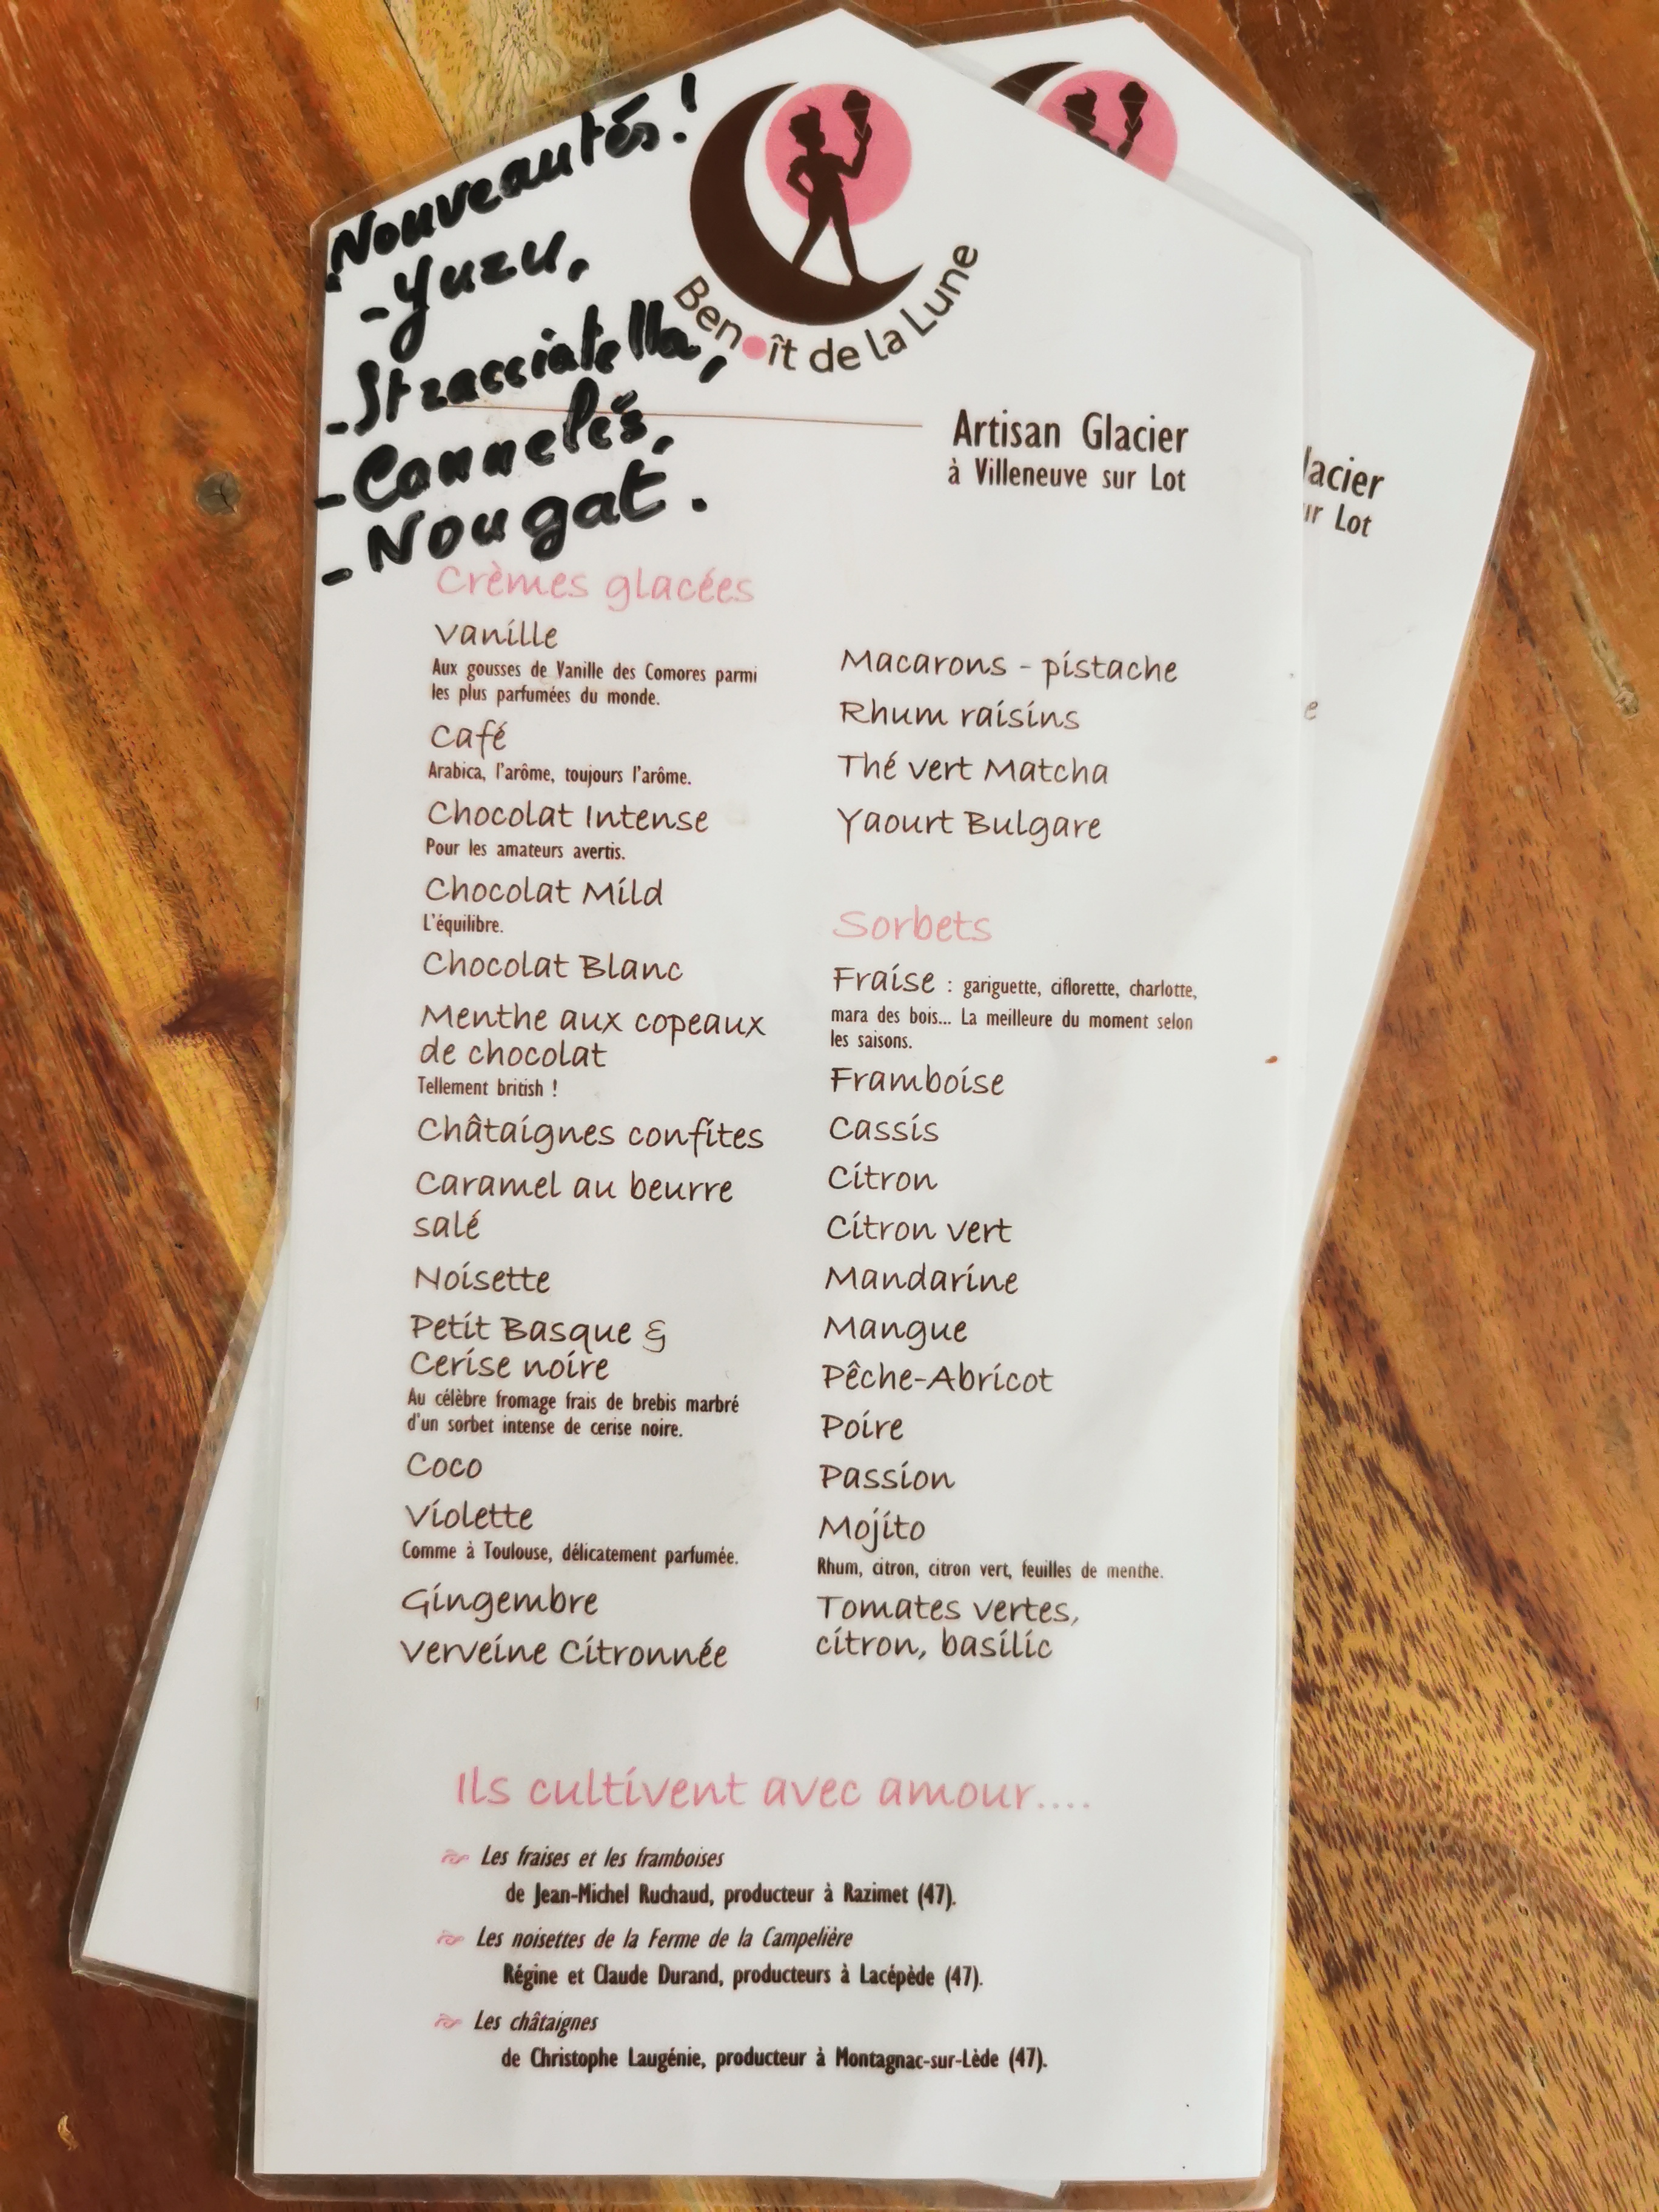 Nouveautés !
- Yuzu,
- Stracciatella,
- Cannelés,
- Nougat.
Benoît de la Lune
Artisan Glacier
à Villeneuve sur Lot
Crèmes glacées
Vanille
Aux gousses de Vanille des Comores parmi
les plus parfumées du monde.
Café
Arabica, l'arôme, toujours l'arôme.
Chocolat Intense
Pour les amateurs avertis.
Chocolat Mild
L'équilibre.
Chocolat Blanc
Menthe aux copeaux
de chocolat
Tellement british !
Châtaignes confites
Caramel au beurre
salé
Noisette
Petit Basque &
Cerise noire
Au célèbre fromage frais de brebis marbré
d'un sorbet intense de cerise noire.
Coco
Violette
Comme à Toulouse, délicatement parfumée.
Gingembre
Verveine Citronnée
Macarons - pistache
Rhum raisins
Thé vert Matcha
Yaourt Bulgare
Sorbets
Fraise : gariguette, ciflorette, charlotte,
mara des bois... La meilleure du moment selon
les saisons.
Framboise
Cassis
Citron
Citron vert
Mandarine
Mangue
Pêche-Abricot
Poire
Passion
Mojito
Rhum, citron, citron vert, feuilles de menthe.
Tomates vertes,
citron, basilic
Ils cultivent avec amour....
Les fraises et les framboises
de Jean-Michel Ruchaud, producteur à Razimet (47).
Les noisettes de la Ferme de la Campelière
Régine et Claude Durand, producteurs à Lacépède (47).
Les châtaignes
de Christophe Laugénie, producteur à Montagnac-sur-Lède (47).
lacier
ur Lot
e